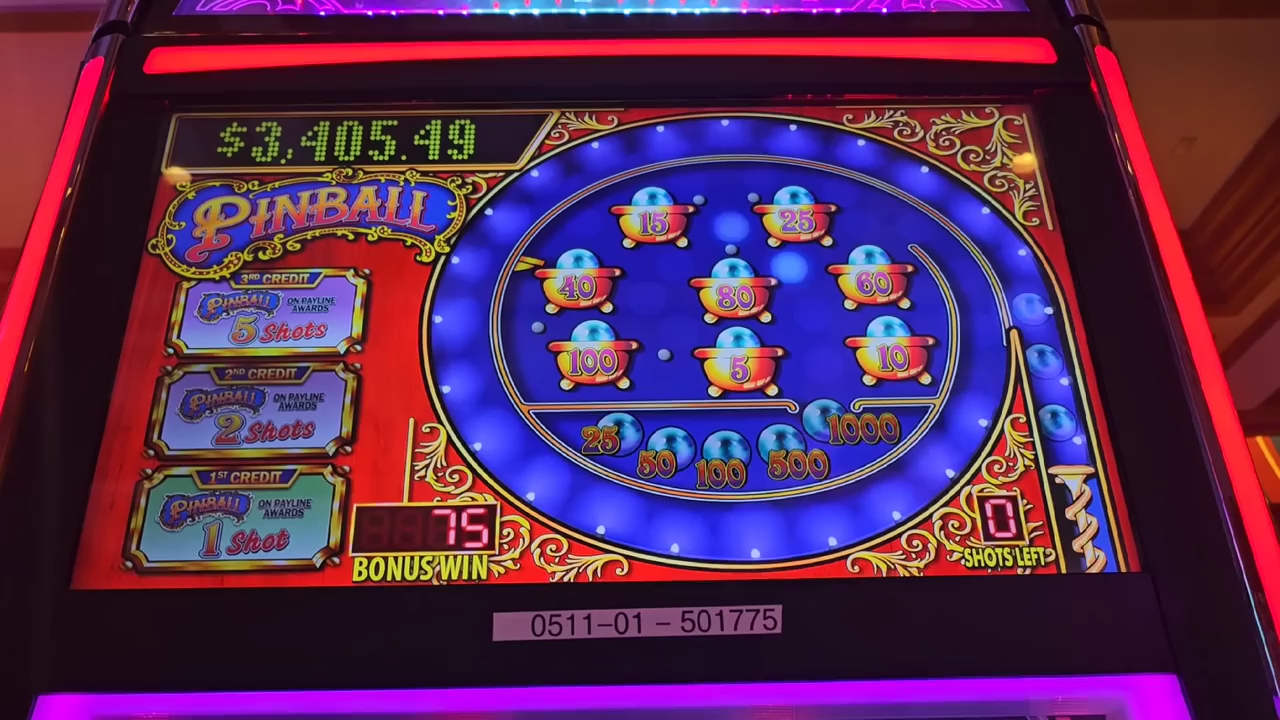 $3,405.49
PINBALL
3RD CREDIT
PINBALL
ON PAYLINE
AWARDS
5 Shots
2ND CREDIT
PINBALL
ON PAYLINE
AWARDS
2 Shots
1ST CREDIT
PINBALL
ON PAYLINE
AWARDS
1 Shot
15
25
40
80
60
100
5
10
25
50
100
500
1000
75
BONUS WIN
0
SHOTS LEFT
0511-01 - 501775